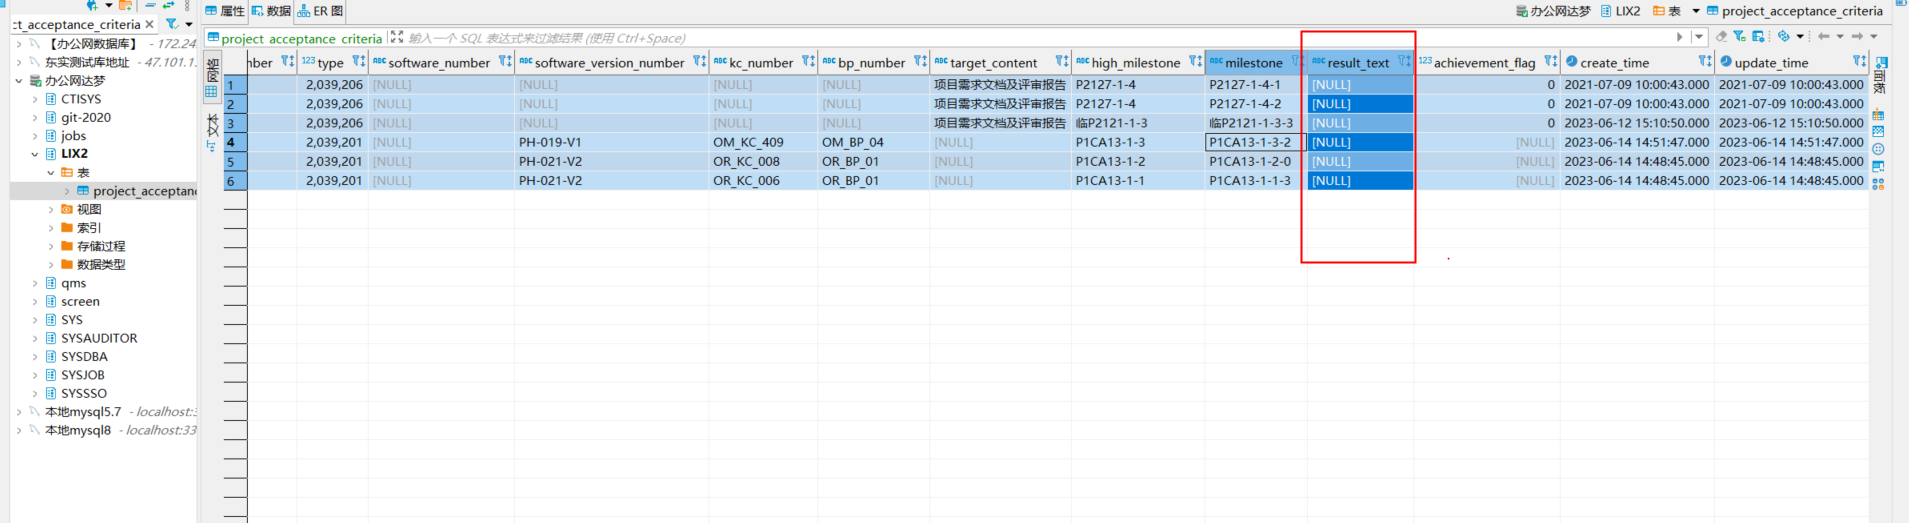 属性 数据 ER 图 办公网达梦 LIX2 表 project_acceptance_criteria
ct_acceptance_criteria
project_acceptance_criteria 输入一个 SQL 表达式来过滤结果 (使用 Ctrl+Space)
【办公网数据库】 - 172.24
东实测试库地址 - 47.101.1.
办公网达梦
CTISYS
git-2020
jobs
LIX2
表
project_acceptanc
视图
索引
存储过程
数据类型
qms
screen
SYS
SYSAUDITOR
SYSDBA
SYSJOB
SYSSSO
本地mysql5.7 - localhost:3
本地mysql8 - localhost:33
网格
文本
nber 123 type ABC software_number ABC software_version_number ABC kc_number ABC bp_number ABC target_content ABC high_milestone ABC milestone ABC result_text 123 achievement_flag create_time update_time
1 2,039,206 [NULL] [NULL] [NULL] [NULL] 项目需求文档及评审报告 P2127-1-4 P2127-1-4-1 [NULL] 0 2021-07-09 10:00:43.000 2021-07-09 10:00:43.000
2 2,039,206 [NULL] [NULL] [NULL] [NULL] 项目需求文档及评审报告 P2127-1-4 P2127-1-4-2 [NULL] 0 2021-07-09 10:00:43.000 2021-07-09 10:00:43.000
3 2,039,206 [NULL] [NULL] [NULL] [NULL] 项目需求文档及评审报告 临P2121-1-3 临P2121-1-3-3 [NULL] 0 2023-06-12 15:10:50.000 2023-06-12 15:10:50.000
4 2,039,201 [NULL] PH-019-V1 OM_KC_409 OM_BP_04 [NULL] P1CA13-1-3 P1CA13-1-3-2 [NULL] [NULL] 2023-06-14 14:51:47.000 2023-06-14 14:51:47.000
5 2,039,201 [NULL] PH-021-V2 OR_KC_008 OR_BP_01 [NULL] P1CA13-1-2 P1CA13-1-2-0 [NULL] [NULL] 2023-06-14 14:48:45.000 2023-06-14 14:48:45.000
6 2,039,201 [NULL] PH-021-V2 OR_KC_006 OR_BP_01 [NULL] P1CA13-1-1 P1CA13-1-1-3 [NULL] [NULL] 2023-06-14 14:48:45.000 2023-06-14 14:48:45.000
面板